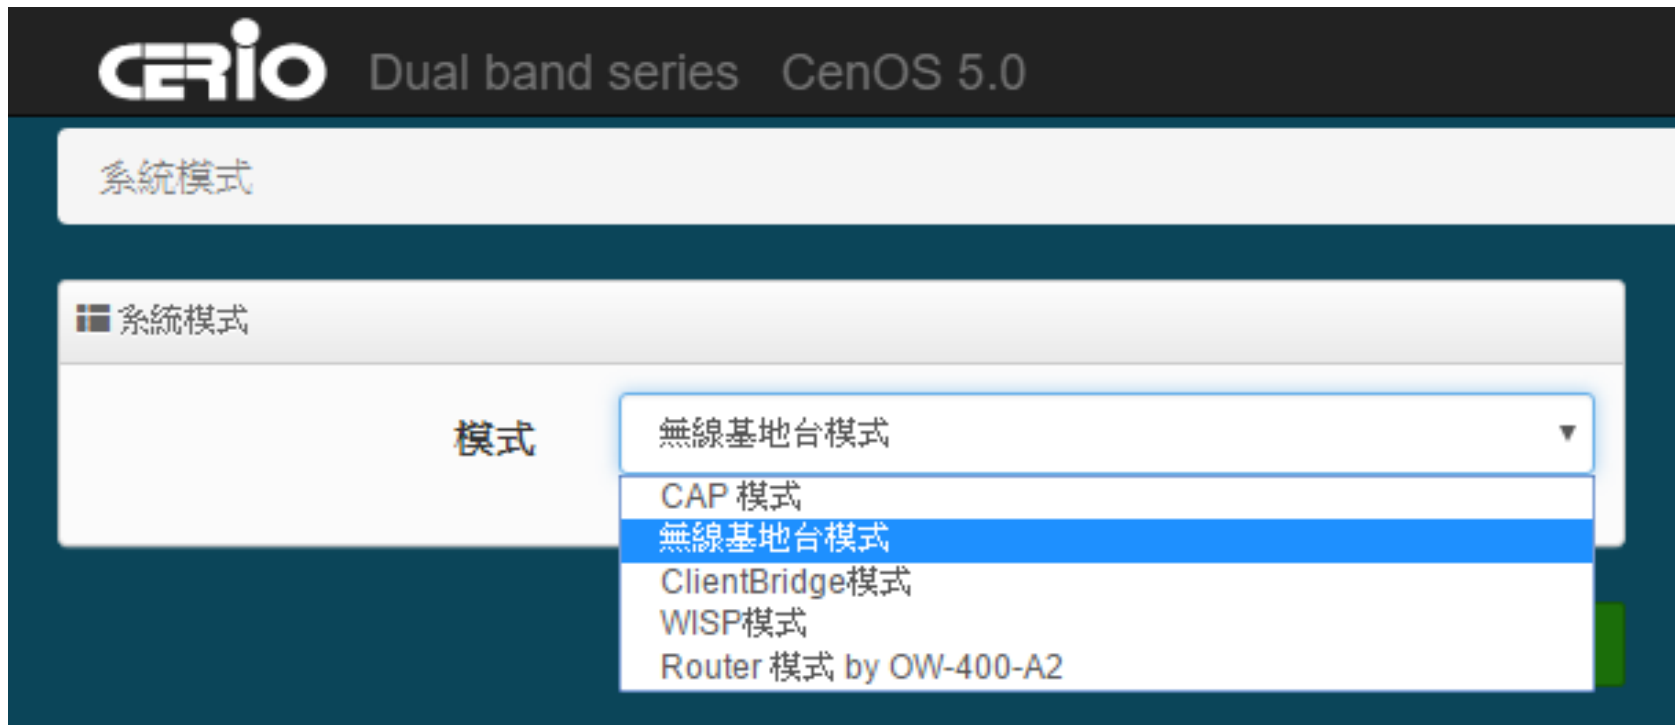 CERIO Dual band series CenOS 5.0
系統模式
系統模式
模式 無線基地台模式
CAP 模式
無線基地台模式
ClientBridge模式
WISP模式
Router 模式 by OW-400-A2